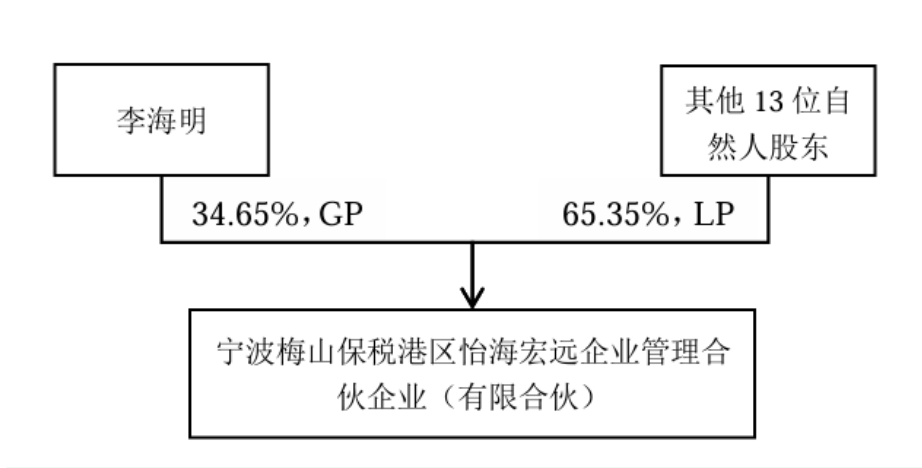 李海明
其他 13 位自
然人股东
34.65%，GP
65.35%，LP
宁波梅山保税港区怡海宏远企业管理合
伙企业（有限合伙）